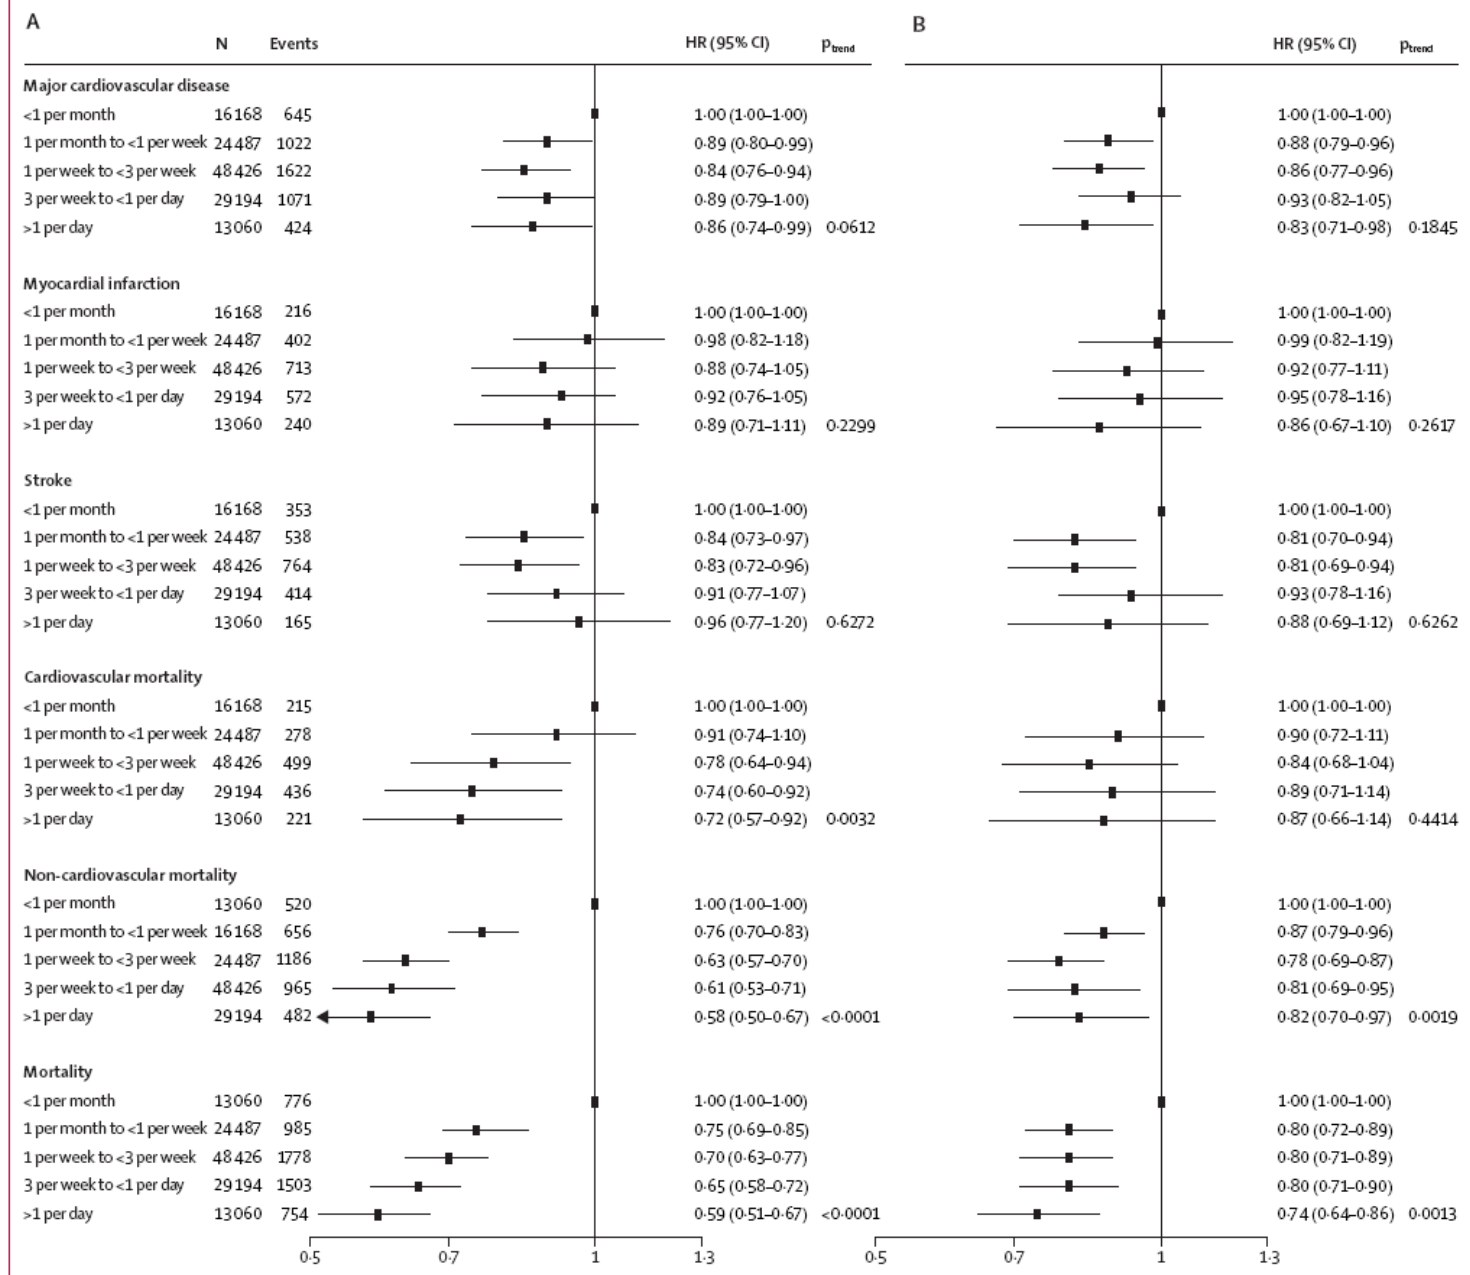 A B
N Events HR (95% CI) Ptrend HR (95% CI) Ptrend
Major cardiovascular disease
<1 per month 16168 645 1·00 (1·00–1·00) 1·00 (1·00–1·00)
1 per month to <1 per week 24487 1022 0·89 (0·80–0·99) 0·88 (0·79–0·96)
1 per week to <3 per week 48426 1622 0·84 (0·76–0·94) 0·86 (0·77–0·96)
3 per week to <1 per day 29194 1071 0·89 (0·79–1·00) 0·93 (0·82–1·05)
>1 per day 13060 424 0·86 (0·74–0·99) 0·0612 0·83 (0·71–0·98) 0·1845
Myocardial infarction
<1 per month 16168 216 1·00 (1·00–1·00) 1·00 (1·00–1·00)
1 per month to <1 per week 24487 402 0·98 (0·82–1·18) 0·99 (0·82–1·19)
1 per week to <3 per week 48426 713 0·88 (0·74–1·05) 0·92 (0·77–1·11)
3 per week to <1 per day 29194 572 0·92 (0·76–1·05) 0·95 (0·78–1·16)
>1 per day 13060 240 0·89 (0·71–1·11) 0·2299 0·86 (0·67–1·10) 0·2617
Stroke
<1 per month 16168 353 1·00 (1·00–1·00) 1·00 (1·00–1·00)
1 per month to <1 per week 24487 538 0·84 (0·73–0·97) 0·81 (0·70–0·94)
1 per week to <3 per week 48426 764 0·83 (0·72–0·96) 0·81 (0·69–0·94)
3 per week to <1 per day 29194 414 0·91 (0·77–1·07) 0·93 (0·78–1·16)
>1 per day 13060 165 0·96 (0·77–1·20) 0·6272 0·88 (0·69–1·12) 0·6262
Cardiovascular mortality
<1 per month 16168 215 1·00 (1·00–1·00) 1·00 (1·00–1·00)
1 per month to <1 per week 24487 278 0·91 (0·74–1·10) 0·90 (0·72–1·11)
1 per week to <3 per week 48426 499 0·78 (0·64–0·94) 0·84 (0·68–1·04)
3 per week to <1 per day 29194 436 0·74 (0·60–0·92) 0·89 (0·71–1·14)
>1 per day 13060 221 0·72 (0·57–0·92) 0·0032 0·87 (0·66–1·14) 0·4414
Non-cardiovascular mortality
<1 per month 13060 520 1·00 (1·00–1·00) 1·00 (1·00–1·00)
1 per month to <1 per week 16168 656 0·76 (0·70–0·83) 0·87 (0·79–0·96)
1 per week to <3 per week 24487 1186 0·63 (0·57–0·70) 0·78 (0·69–0·87)
3 per week to <1 per day 48426 965 0·61 (0·53–0·71) 0·81 (0·69–0·95)
>1 per day 29194 482 0·58 (0·50–0·67) <0·0001 0·82 (0·70–0·97) 0·0019
Mortality
<1 per month 13060 776 1·00 (1·00–1·00) 1·00 (1·00–1·00)
1 per month to <1 per week 24487 985 0·75 (0·69–0·85) 0·80 (0·72–0·89)
1 per week to <3 per week 48426 1778 0·70 (0·63–0·77) 0·80 (0·71–0·89)
3 per week to <1 per day 29194 1503 0·65 (0·58–0·72) 0·80 (0·71–0·90)
>1 per day 13060 754 0·59 (0·51–0·67) <0·0001 0·74 (0·64–0·86) 0·0013
0·5 0·7 1 1·3 0·5 0·7 1 1·3